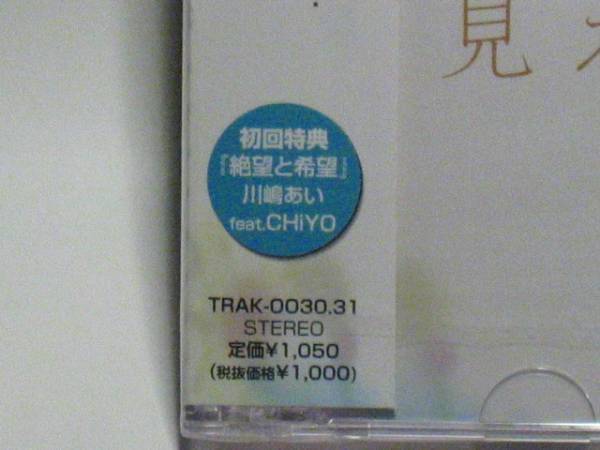 見
初回特典
『絶望と希望』
川嶋あい
feat.CHiYO
TRAK-0030.31
STEREO
定価¥1,050
(税抜価格¥1,000)